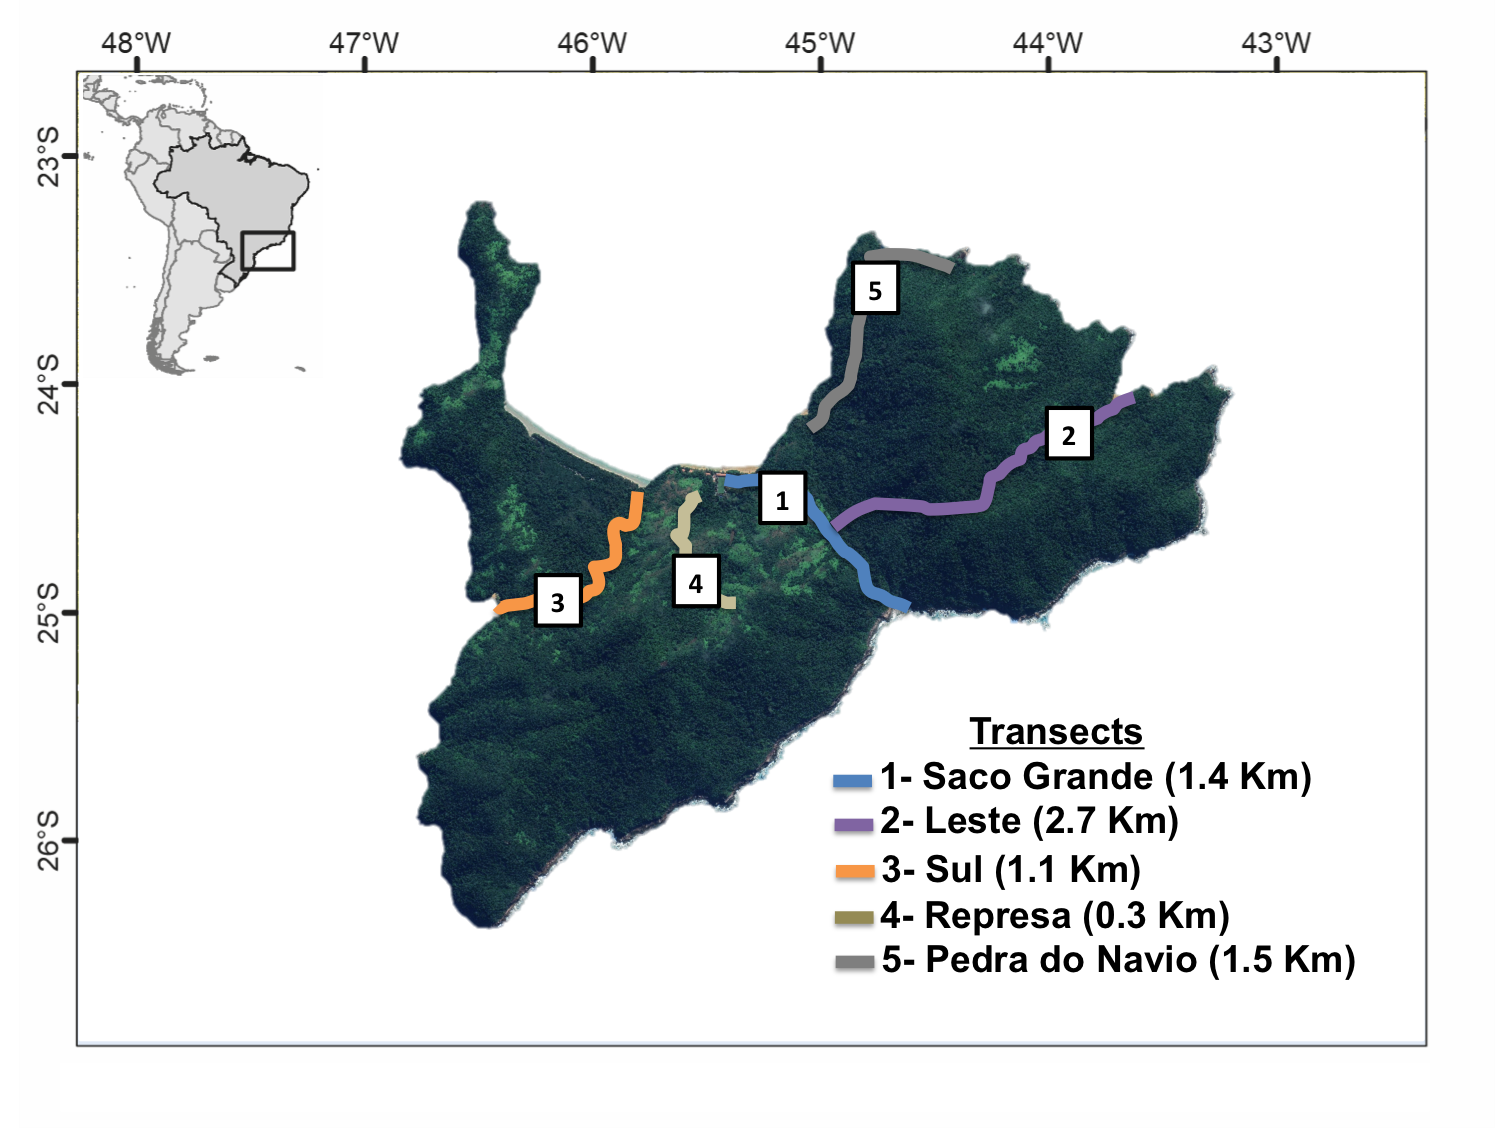 48°W 47°W 46°W 45°W 44°W 43°W
23°S
24°S
25°S
26°S
5
2
1
4
3
Transects
1- Saco Grande (1.4 Km)
2- Leste (2.7 Km)
3- Sul (1.1 Km)
4- Represa (0.3 Km)
5- Pedra do Navio (1.5 Km)